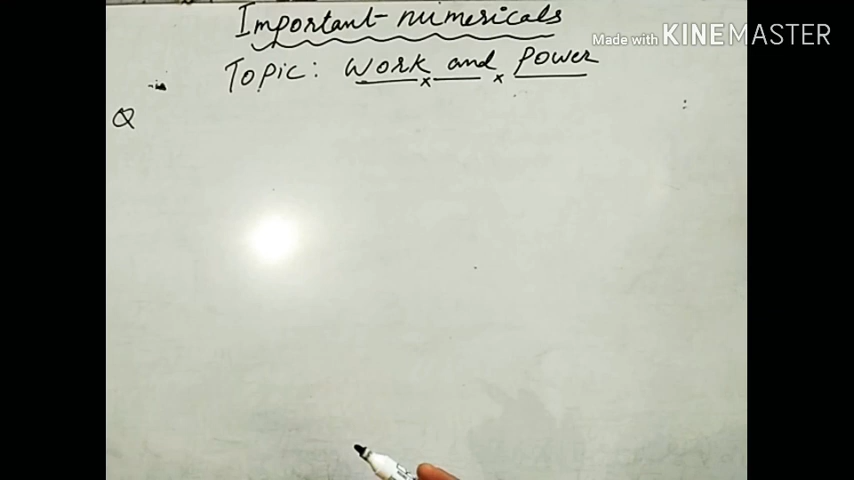 Important numericals
Made with KINEMASTER
Topic: Work and Power
Q